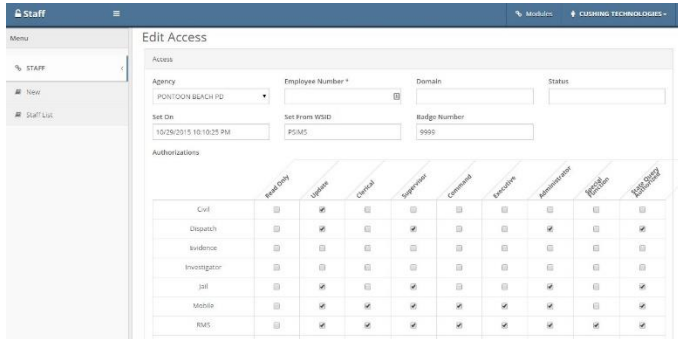 Staff
Modules
CUSHING TECHNOLOGIES
Menu
STAFF
New
Staff List
Edit Access
Access
Agency Employee Number * Domain Status
PONTOON BEACH PD
Set On Set From WSID Badge Number
10/29/2015 10:10:25 PM PSIMS 9999
Authorizations
Read Only Update Clerical Supervisor Command Executive Administrator Special Function State Query Authorized
Civil
Dispatch
Evidence
Investigator
Jail
Mobile
RMS